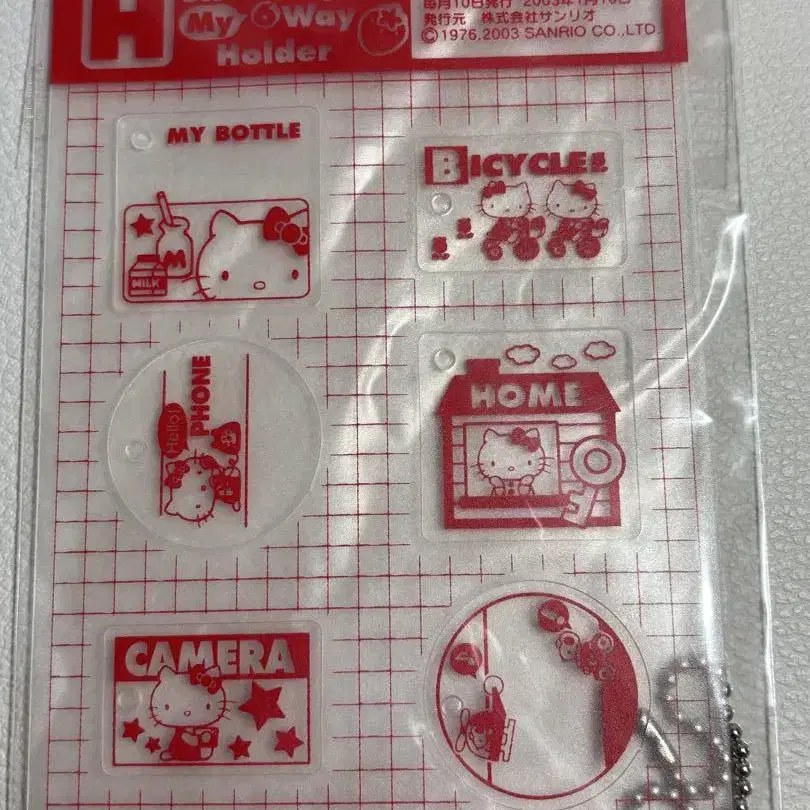 H
My 6 Way
Holder
毎月10日発行 2003年1月10日
発行元 株式会社サンリオ
©1976,2003 SANRIO CO.,LTD.
MY BOTTLE
M
MILK
BICYCLE
Hello!
PHONE
HOME
CAMERA